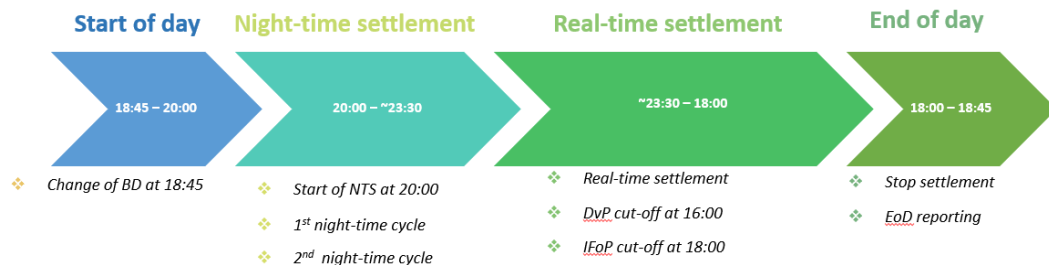 Start of day
Night-time settlement
Real-time settlement
End of day
18:45 – 20:00
20:00 – ~23:30
~23:30 – 18:00
18:00 – 18:45
Change of BD at 18:45
Start of NTS at 20:00
1st night-time cycle
2nd night-time cycle
Real-time settlement
DvP cut-off at 16:00
IFoP cut-off at 18:00
Stop settlement
EoD reporting